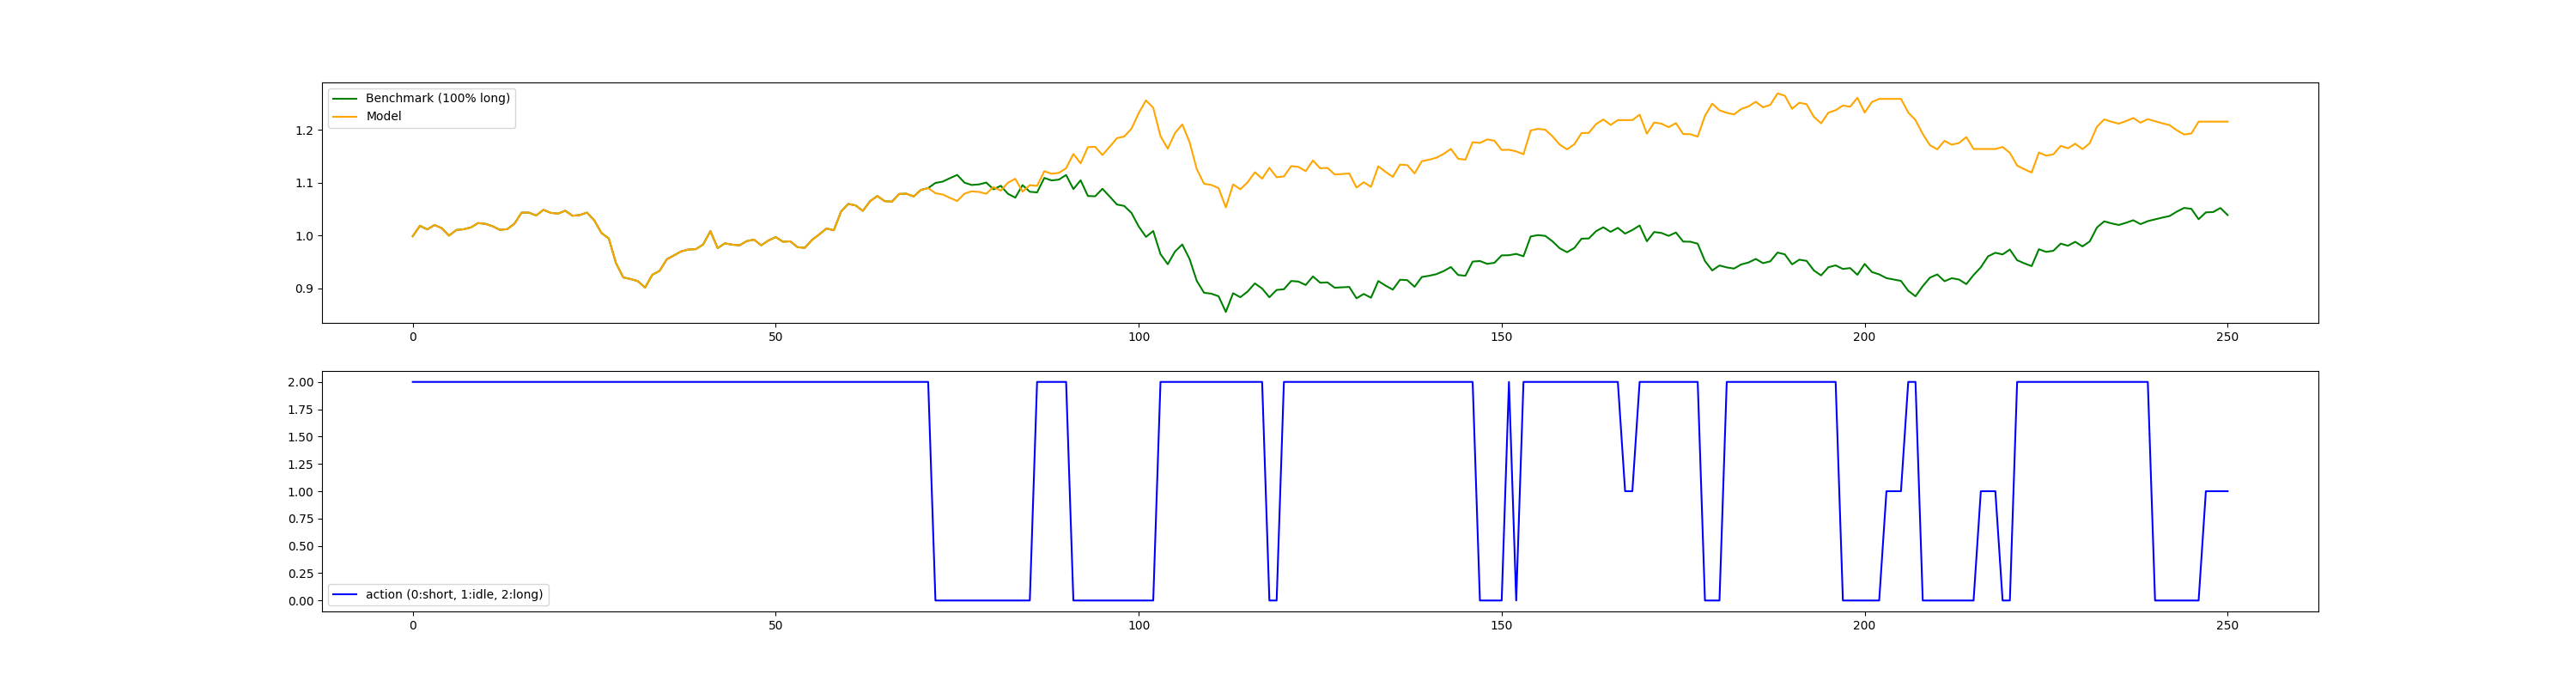 Benchmark (100% long)
Model
1.2
1.1
1.0
0.9
0 50 100 150 200 250
2.00
1.75
1.50
1.25
1.00
0.75
0.50
0.25
0.00
action (0:short, 1:idle, 2:long)
0 50 100 150 200 250